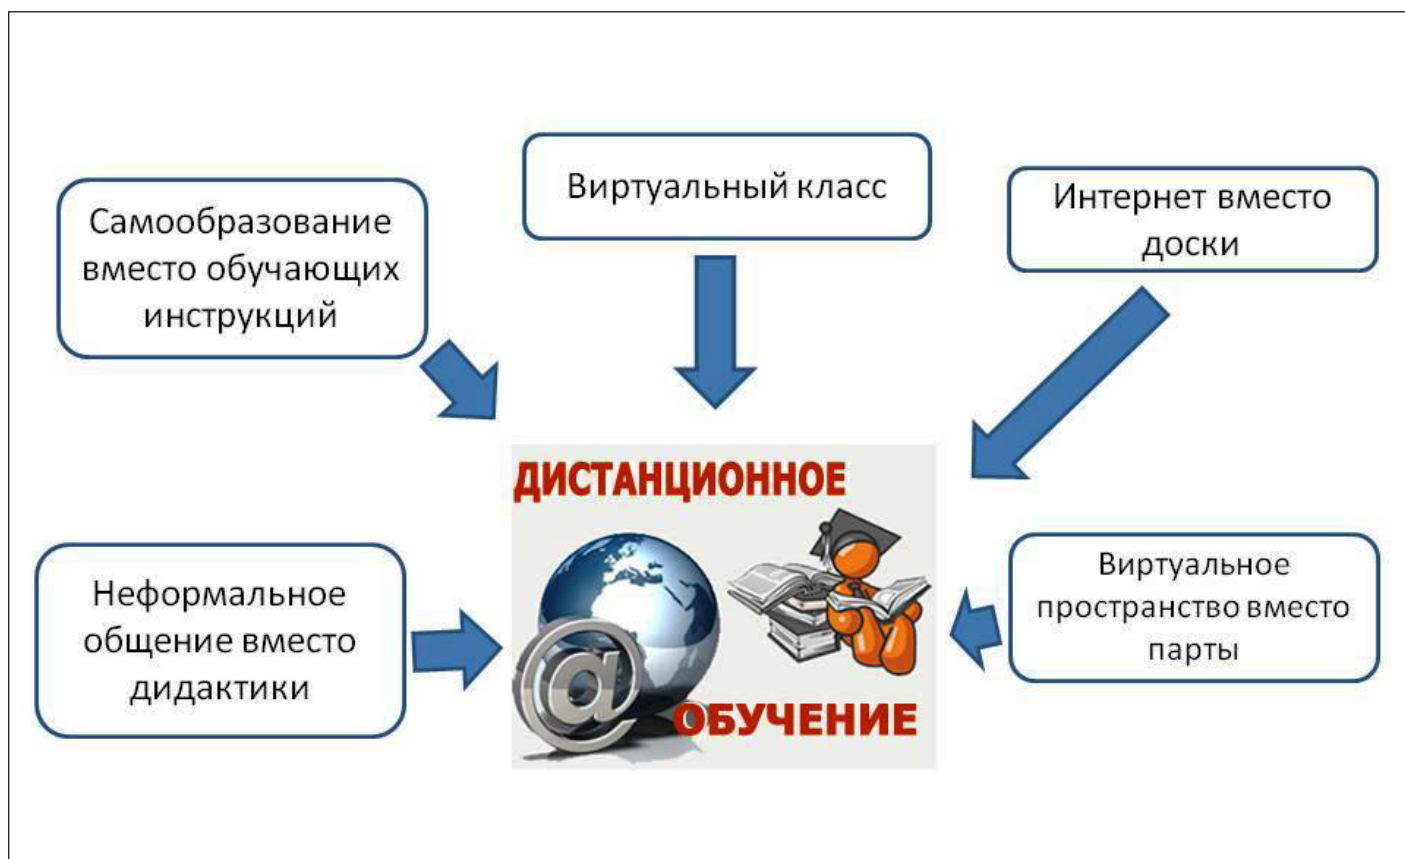 Самообразование
вместо обучающих
инструкций
Виртуальный класс
Интернет вместо
доски
Неформальное
общение вместо
дидактики
ДИСТАНЦИОННОЕ
@
ОБУЧЕНИЕ
Виртуальное
пространство вместо
парты